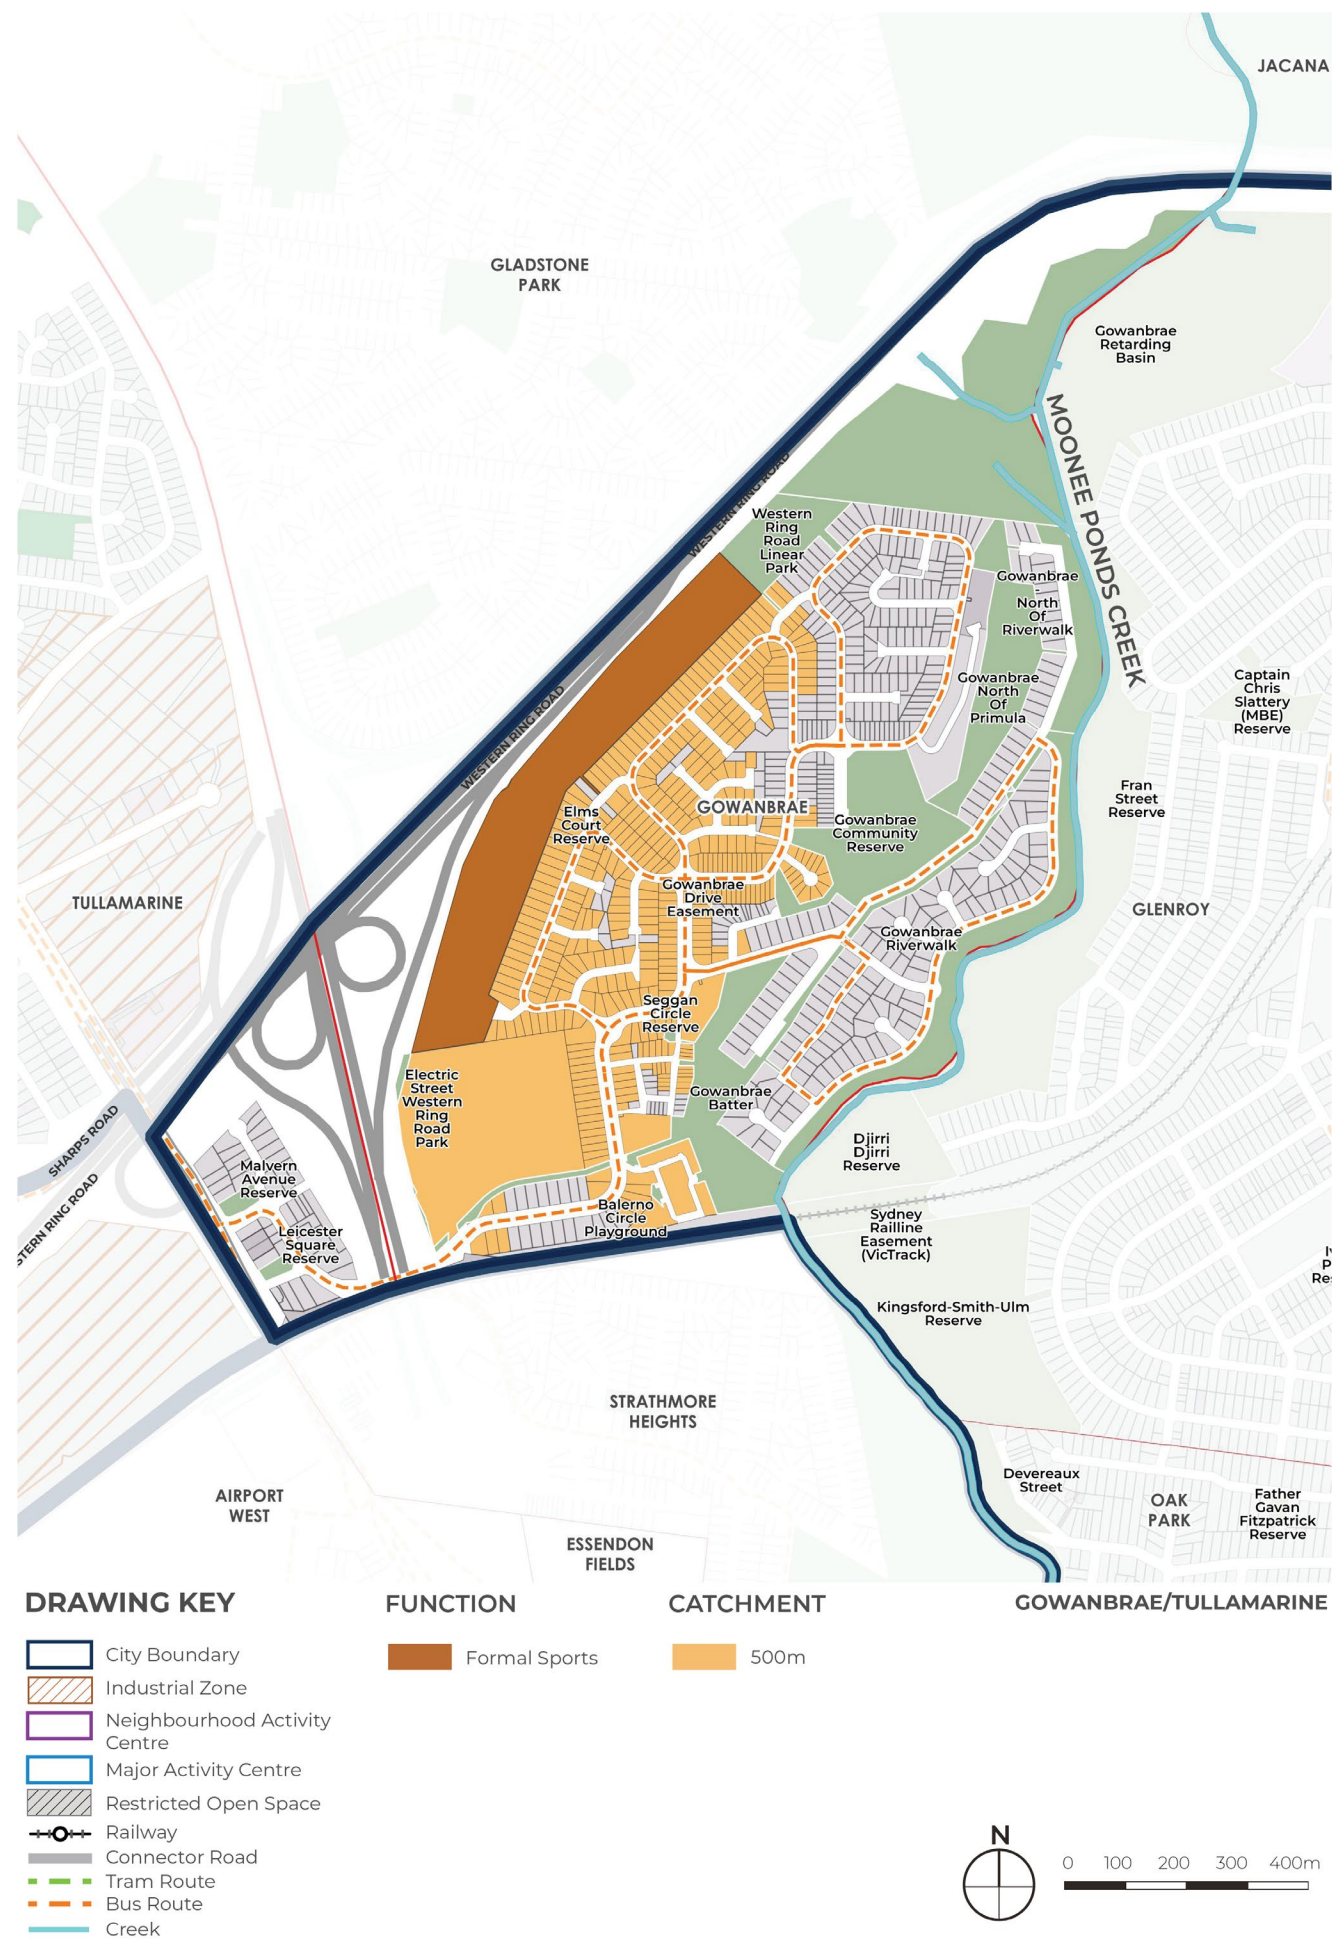 JACANA
GLADSTONE
PARK
Gowanbrae
Retarding
Basin
MOONEE PONDS CREEK
WESTERN RING ROAD
Western
Ring
Road
Linear
Park
Gowanbrae
-
North
Of
Riverwalk
Gowanbrae
North
Of
Primula
Captain
Chris
Slattery
(MBE)
Reserve
WESTERN RING ROAD
Elms
Court
Reserve
GOWANBRAE
Gowanbrae
Community
Reserve
Fran
Street
Reserve
TULLAMARINE
Gowanbrae
Drive
Easement
GLENROY
Gowanbrae
Riverwalk
Seggan
Circle
Reserve
Electric
Street
Western
Ring
Road
Park
Gowanbrae
Batter
SHARPS ROAD
STERN RING ROAD
Malvern
Avenue
Reserve
Djirri
Djirri
Reserve
Leicester
Square
Reserve
Balerno
Circle
Playground
Sydney
Railline
Easement
(VicTrack)
Kingsford-Smith-Ulm
Reserve
P
Re
STRATHMORE
HEIGHTS
AIRPORT
WEST
Devereaux
Street
OAK
PARK
Father
Gavan
Fitzpatrick
Reserve
ESSENDON
FIELDS
DRAWING KEY
City Boundary
Industrial Zone
Neighbourhood Activity
Centre
Major Activity Centre
Restricted Open Space
Railway
Connector Road
Tram Route
Bus Route
Creek
FUNCTION
Formal Sports
CATCHMENT
500m
GOWANBRAE/TULLAMARINE
N
0 100 200 300 400m